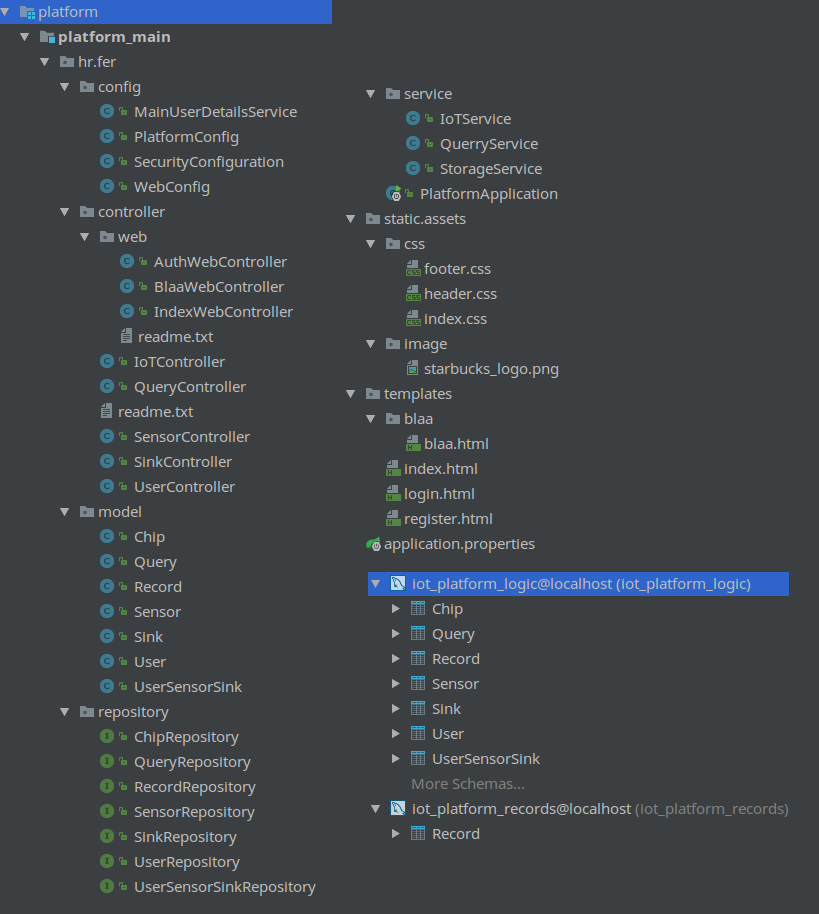 platform
platform_main
hr.fer
config
MainUserDetailsService
PlatformConfig
SecurityConfiguration
WebConfig
controller
web
AuthWebController
BlaaWebController
IndexWebController
readme.txt
IoTController
QueryController
readme.txt
SensorController
SinkController
UserController
model
Chip
Query
Record
Sensor
Sink
User
UserSensorSink
repository
ChipRepository
QueryRepository
RecordRepository
SensorRepository
SinkRepository
UserRepository
UserSensorSinkRepository
service
IoTService
QuerryService
StorageService
PlatformApplication
static.assets
css
footer.css
header.css
index.css
image
starbucks_logo.png
templates
blaa
blaa.html
index.html
login.html
register.html
application.properties
iot_platform_logic@localhost (iot_platform_logic)
Chip
Query
Record
Sensor
Sink
User
UserSensorSink
More Schemas...
iot_platform_records@localhost (iot_platform_records)
Record